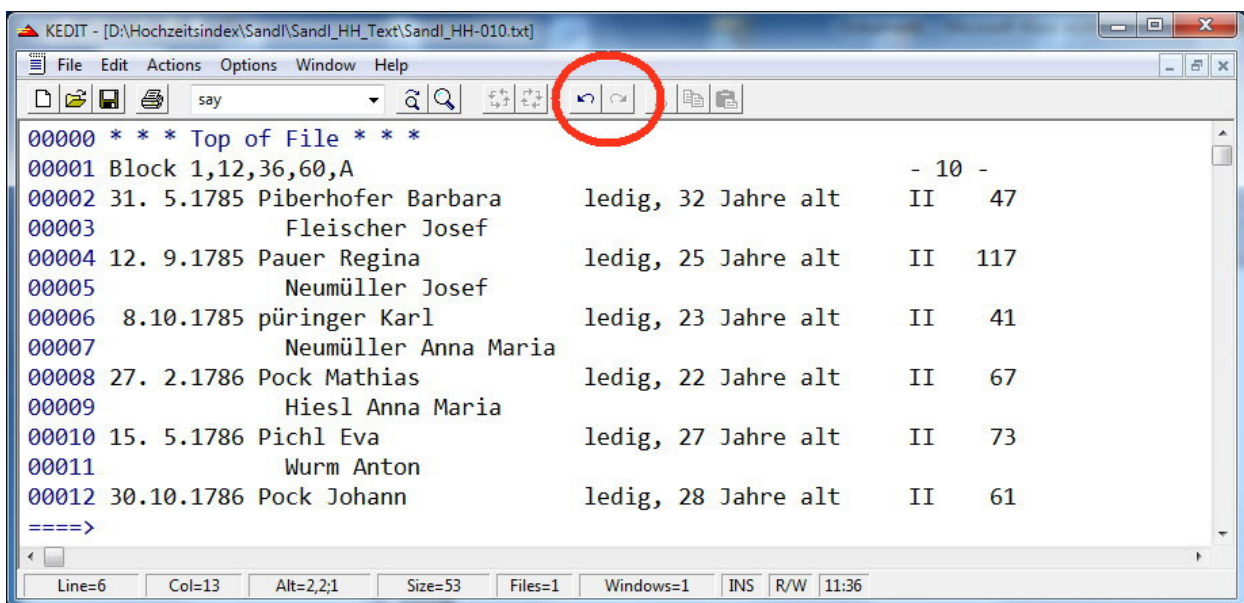 KEDIT - [D:\Hochzeitsindex\Sandl\Sandl_HH_Text\Sandl_HH-010.txt]
File Edit Actions Options Window Help
say
00000 * * * Top of File * * *
00001 Block 1,12,36,60,A - 10 -
00002 31. 5.1785 Piberhofer Barbara ledig, 32 Jahre alt II 47
00003 Fleischer Josef
00004 12. 9.1785 Pauer Regina ledig, 25 Jahre alt II 117
00005 Neumüller Josef
00006 8.10.1785 püringer Karl ledig, 23 Jahre alt II 41
00007 Neumüller Anna Maria
00008 27. 2.1786 Pock Mathias ledig, 22 Jahre alt II 67
00009 Hiesl Anna Maria
00010 15. 5.1786 Pichl Eva ledig, 27 Jahre alt II 73
00011 Wurm Anton
00012 30.10.1786 Pock Johann ledig, 28 Jahre alt II 61
====>
Line=6 Col=13 Alt=2,2;1 Size=53 Files=1 Windows=1 INS R/W 11:36